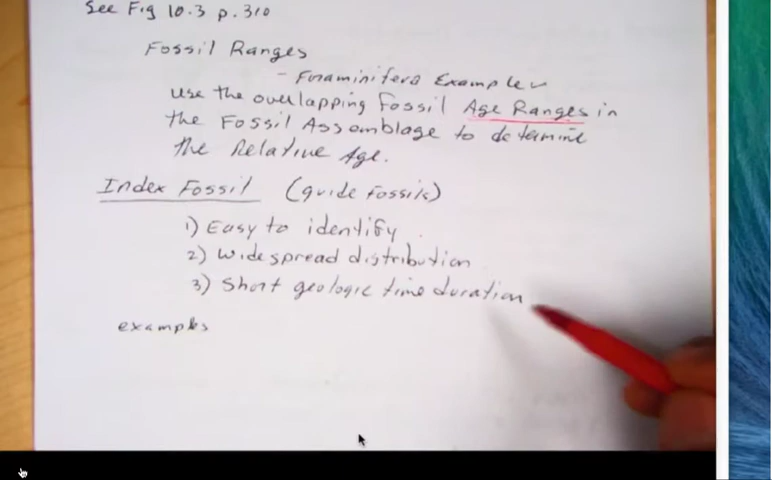 See Fig 10.3 p.310
Fossil Ranges
- Foraminifera Example
Use the overlapping Fossil Age Ranges in
the Fossil Assomblage to determine
the Relative Age.
Index Fossil (guide Fossils)
1) Easy to identify
2) Widespread distribution
3) Short geologic time duration
examples